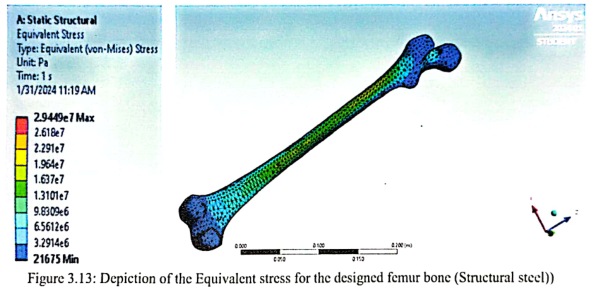 A: Static Structural
Equivalent Stress
Type: Equivalent (von-Mises) Stress
Unit: Pa
Time: 1 s
1/31/2024 11:19 AM
2.9449e7 Max
2.618e7
2.291e7
1.964e7
1.637e7
1.3101e7
9.8309e6
6.5612e6
3.2914e6
21675 Min
Ansys
STUDENT
0.000
0.100
0.200 (m)
0.050
0.150
Z
Figure 3.13: Depiction of the Equivalent stress for the designed femur bone (Structural steel))